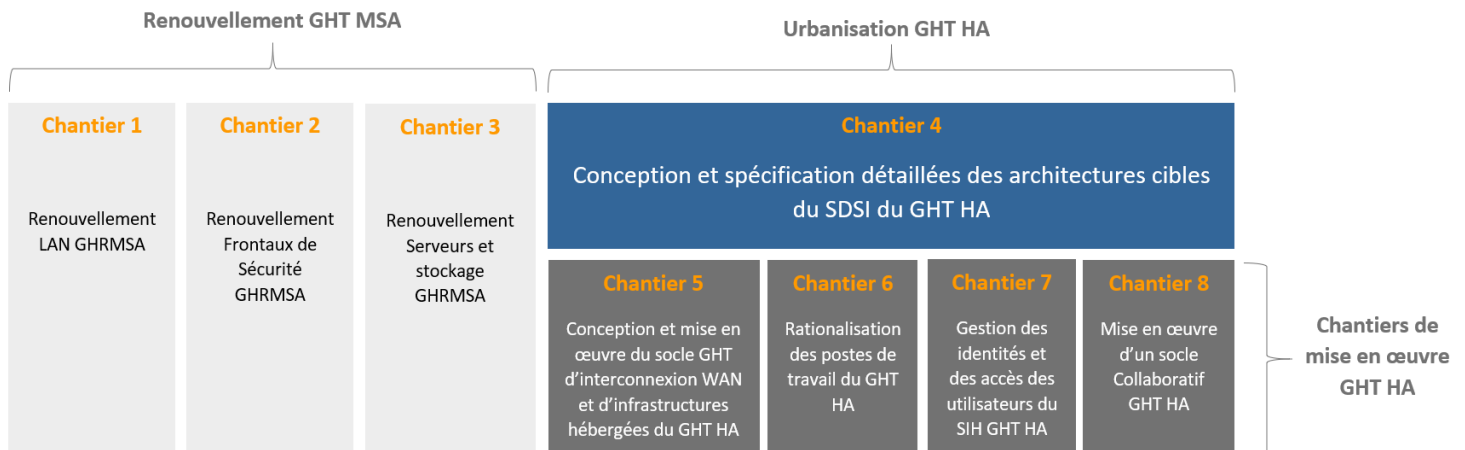 Renouvellement GHT MSA
Urbanisation GHT HA
Chantier 1
Renouvellement
LAN GHRMSA
Chantier 2
Renouvellement
Frontaux de
Sécurité
GHRMSA
Chantier 3
Renouvellement
Serveurs et
stockage
GHRMSA
Chantier 4
Conception et spécification détaillées des architectures cibles
du SDSI du GHT HA
Chantier 5
Conception et mise en
œuvre du socle GHT
d’interconnexion WAN
et d’infrastructures
hébergées du GHT HA
Chantier 6
Rationalisation
des postes de
travail du GHT
HA
Chantier 7
Gestion des
identités et
des accès des
utilisateurs du
SIH GHT HA
Chantier 8
Mise en œuvre
d’un socle
Collaboratif
GHT HA
Chantiers de
mise en œuvre
GHT HA